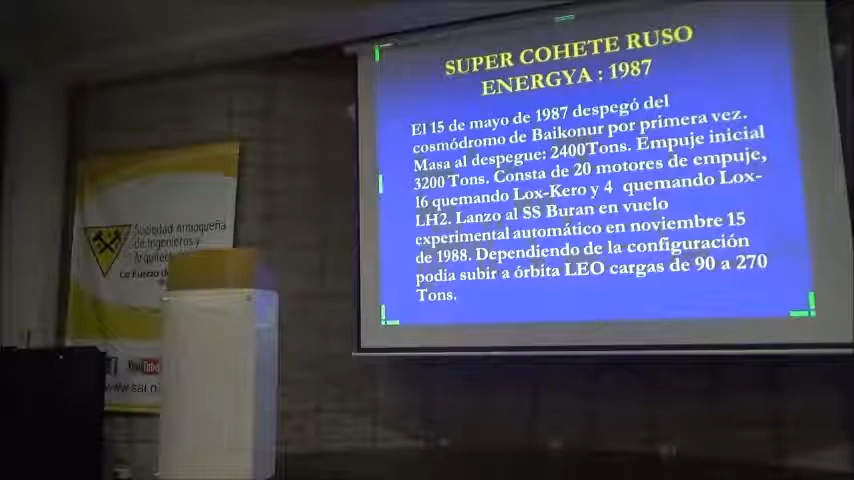 SUPER COHETE RUSO
ENERGYA : 1987
El 15 de mayo de 1987 despegó del
cosmódromo de Baikonur por primera vez.
Masa al despegue: 2400Tons. Empuje inicial
3200 Tons. Consta de 20 motores de empuje,
16 quemando Lox-Kero y 4 quemando Lox-
LH2. Lanzo al SS Buran en vuelo
experimental automático en noviembre 15
de 1988. Dependiendo de la configuración
podia subir a órbita LEO cargas de 90 a 270
Tons.
Sociedad
de Ingenieros y
La Fuerza
You Tube